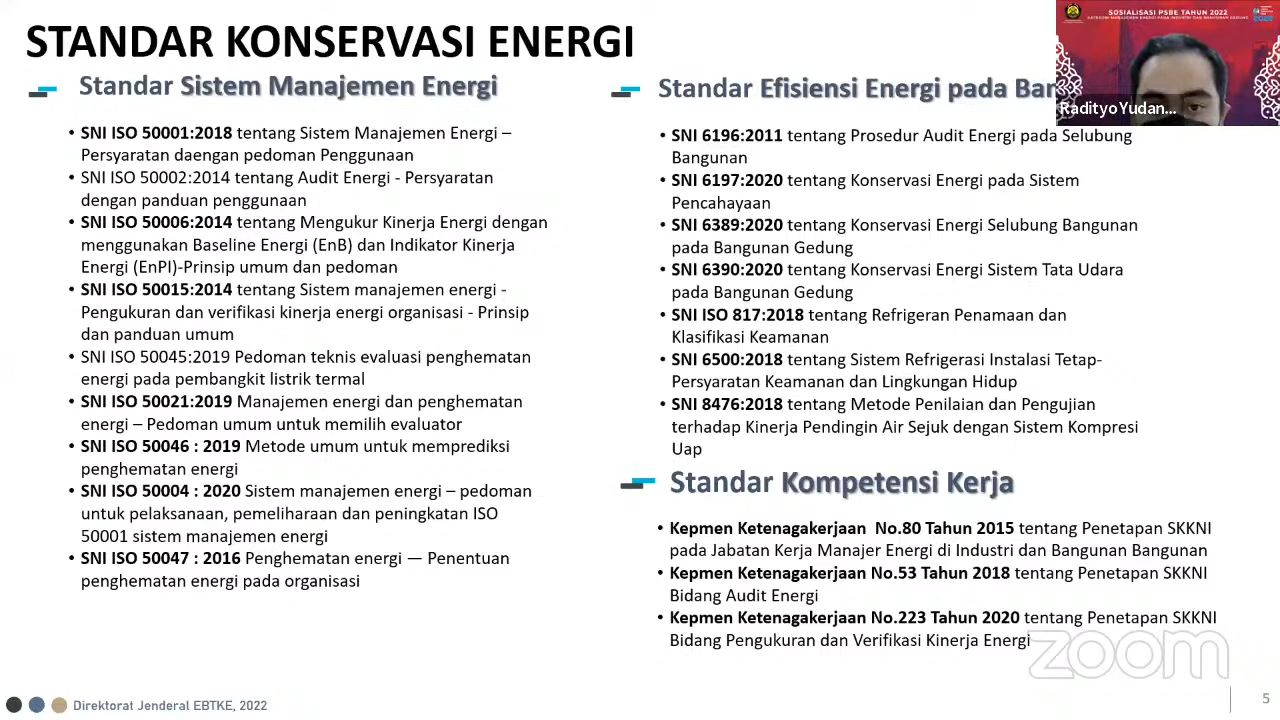 STANDAR KONSERVASI ENERGI
Standar Sistem Manajemen Energi
• SNI ISO 50001:2018 tentang Sistem Manajemen Energi –
Persyaratan daengan pedoman Penggunaan
• SNI ISO 50002:2014 tentang Audit Energi - Persyaratan
dengan panduan penggunaan
• SNI ISO 50006:2014 tentang Mengukur Kinerja Energi dengan
menggunakan Baseline Energi (EnB) dan Indikator Kinerja
Energi (EnPI)-Prinsip umum dan pedoman
• SNI ISO 50015:2014 tentang Sistem manajemen energi -
Pengukuran dan verifikasi kinerja energi organisasi - Prinsip
dan panduan umum
• SNI ISO 50045:2019 Pedoman teknis evaluasi penghematan
energi pada pembangkit listrik termal
• SNI ISO 50021:2019 Manajemen energi dan penghematan
energi – Pedoman umum untuk memilih evaluator
• SNI ISO 50046 : 2019 Metode umum untuk memprediksi
penghematan energi
• SNI ISO 50004 : 2020 Sistem manajemen energi – pedoman
untuk pelaksanaan, pemeliharaan dan peningkatan ISO
50001 sistem manajemen energi
• SNI ISO 50047 : 2016 Penghematan energi — Penentuan
penghematan energi pada organisasi
Standar Efisiensi Energi pada Ban
• SNI 6196:2011 tentang Prosedur Audit Energi pada Selubung
Bangunan
• SNI 6197:2020 tentang Konservasi Energi pada Sistem
Pencahayaan
• SNI 6389:2020 tentang Konservasi Energi Selubung Bangunan
pada Bangunan Gedung
• SNI 6390:2020 tentang Konservasi Energi Sistem Tata Udara
pada Bangunan Gedung
• SNI ISO 817:2018 tentang Refrigeran Penamaan dan
Klasifikasi Keamanan
• SNI 6500:2018 tentang Sistem Refrigerasi Instalasi Tetap-
Persyaratan Keamanan dan Lingkungan Hidup
• SNI 8476:2018 tentang Metode Penilaian dan Pengujian
terhadap Kinerja Pendingin Air Sejuk dengan Sistem Kompresi
Uap
Standar Kompetensi Kerja
• Kepmen Ketenagakerjaan No.80 Tahun 2015 tentang Penetapan SKKNI
pada Jabatan Kerja Manajer Energi di Industri dan Bangunan Bangunan
• Kepmen Ketenagakerjaan No.53 Tahun 2018 tentang Penetapan SKKNI
Bidang Audit Energi
• Kepmen Ketenagakerjaan No.223 Tahun 2020 tentang Penetapan SKKNI
Bidang Pengukuran dan Verifikasi Kinerja Energi
SOSIALISASI PSBE TAHUN 2022
KATEGORI MANAJEMEN ENERGI PADA INDUSTRI DAN BANGUNAN GEDUNG
Radityo Yudan...
zoom
Direktorat Jenderal EBTKE, 2022
5